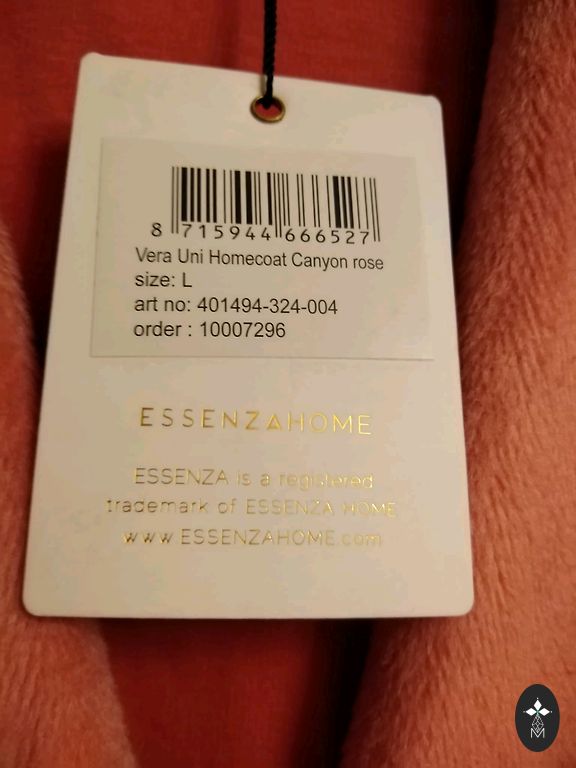 8 715944 666527
Vera Uni Homecoat Canyon rose
size: L
art no: 401494-324-004
order : 10007296
ESSENZAHOME
ESSENZA is a registered
trademark of ESSENZA HOME
www.ESSENZAHOME.com
M